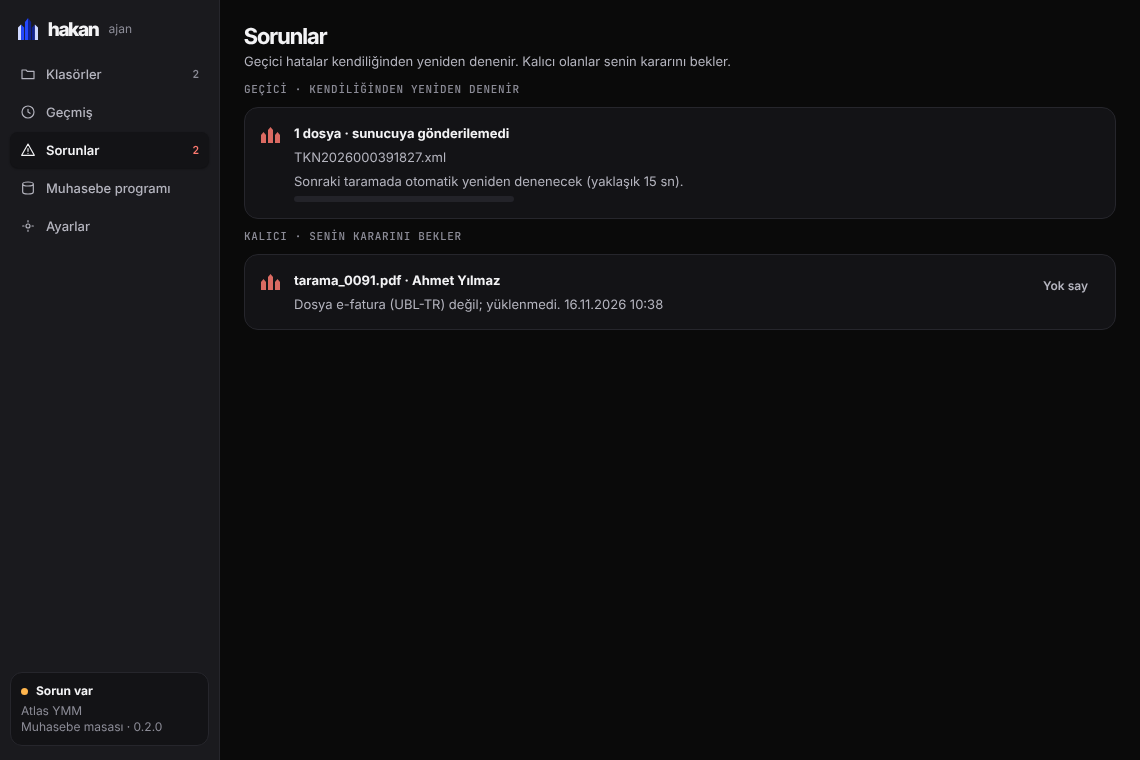 hakan ajan
Klasörler 2
Geçmiş
Sorunlar 2
Muhasebe programı
Ayarlar
Sorun var
Atlas YMM
Muhasebe masası · 0.2.0
Sorunlar
Geçici hatalar kendiliğinden yeniden denenir. Kalıcı olanlar senin kararını bekler.
GEÇİCİ · KENDİLİĞİNDEN YENİDEN DENENİR
1 dosya · sunucuya gönderilemedi
TKN2026000391827.xml
Sonraki taramada otomatik yeniden denenecek (yaklaşık 15 sn).
KALICI · SENİN KARARINI BEKLER
tarama_0091.pdf · Ahmet Yılmaz
Dosya e-fatura (UBL-TR) değil; yüklenmedi. 16.11.2026 10:38
Yok say